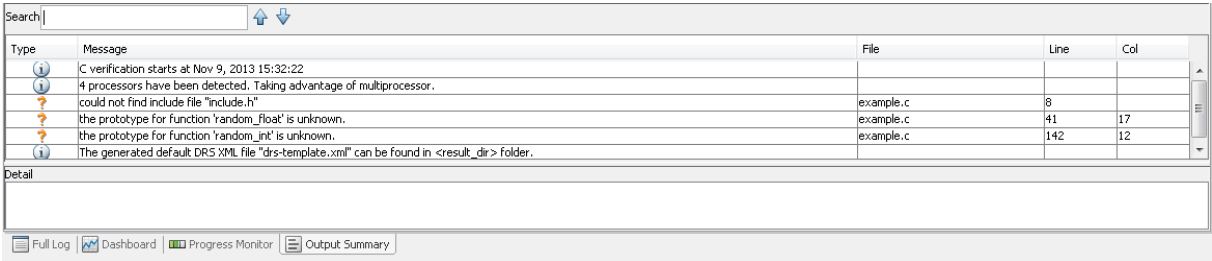 Search
Type Message File Line Col
C verification starts at Nov 9, 2013 15:32:22
4 processors have been detected. Taking advantage of multiprocessor.
? could not find include file "include.h" example.c 8
? the prototype for function 'random_float' is unknown. example.c 41 17
? the prototype for function 'random_int' is unknown. example.c 142 12
The generated default DRS XML file "drs-template.xml" can be found in <result_dir> folder.
Detail
Full Log Dashboard Progress Monitor Output Summary